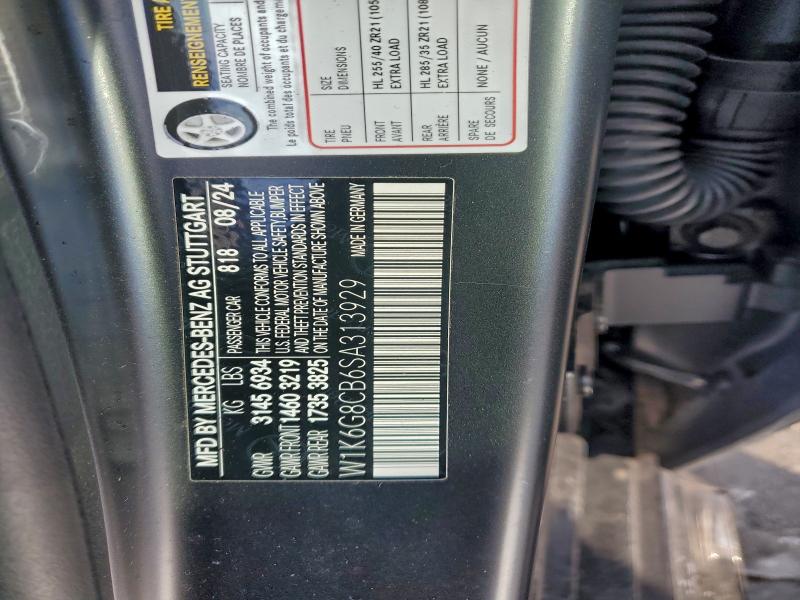 TIRE
RENSEIGNEMENT
SEATING CAPACITY
NOMBRE DE PLACES
The combined weight of occupants and
Le poids total des occupants et du chargement
TIRE SIZE
PNEU DIMENSIONS
FRONT HL 255/40 ZR21 (105
AVANT EXTRA LOAD
REAR HL 285/35 ZR21 (108
ARRIÈRE EXTRA LOAD
SPARE NONE / AUCUN
DE SECOURS
MFD BY MERCEDES-BENZ AG STUTTGART
KG LBS PASSENGER CAR 818 08/24
GVWR 3145 6934 THIS VEHICLE CONFORMS TO ALL APPLICABLE
GAWR FRONT 1460 3219 U.S. FEDERAL MOTOR VEHICLE SAFETY, BUMPER
AND THEFT PREVENTION STANDARDS IN EFFECT
GAWR REAR 1735 3825 ON THE DATE OF MANUFACTURE SHOWN ABOVE
W1K6G8CB6SA313929 MADE IN GERMANY